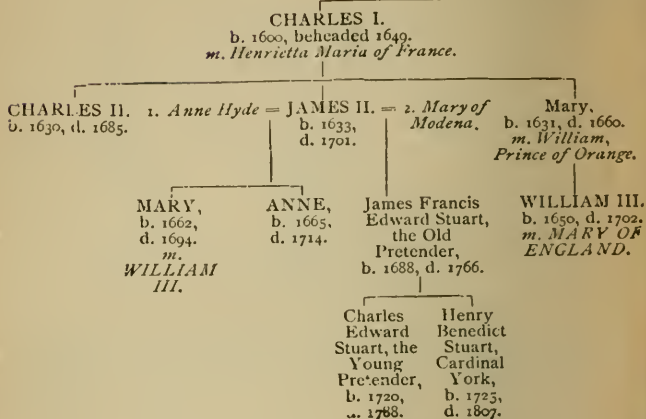 CHARLES I.
b. 1600, beheaded 1649.
m. Henrietta Maria of France.
CHARLES II.
b. 1630, d. 1685.
1. Anne Hyde = JAMES II. = 2. Mary of
Modena.
b. 1633,
d. 1701.
Mary,
b. 1631, d. 1660.
m. William,
Prince of Orange.
MARY,
b. 1662,
d. 1694.
m.
WILLIAM
III.
ANNE,
b. 1665,
d. 1714.
James Francis
Edward Stuart,
the Old
Pretender,
b. 1688, d. 1766.
WILLIAM III.
b. 1650, d. 1702.
m. MARY OF
ENGLAND.
Charles
Edward
Stuart, the
Young
Pretender,
b. 1720,
d. 1788.
Henry
Benedict
Stuart,
Cardinal
York,
b. 1725,
d. 1807.